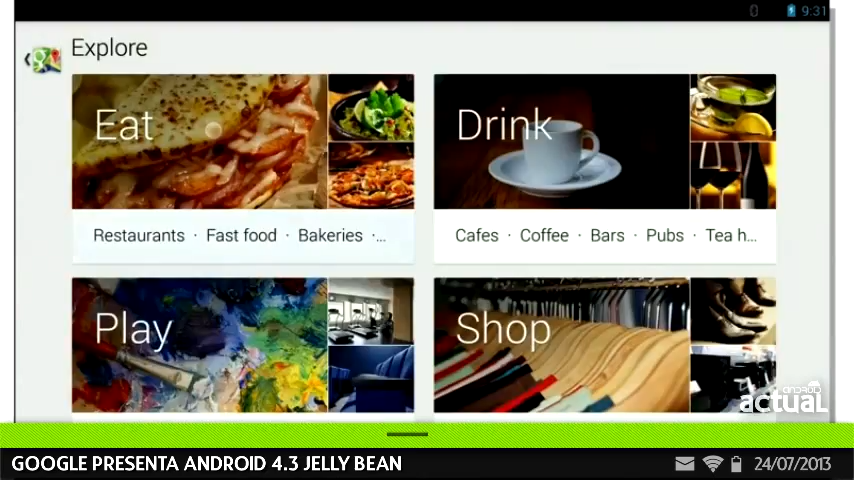 9:31
Explore
Eat
Drink
Restaurants · Fast food · Bakeries ·...
Cafes · Coffee · Bars · Pubs · Tea h...
Play
Shop
ANDROID
actual
GOOGLE PRESENTA ANDROID 4.3 JELLY BEAN
24/07/2013